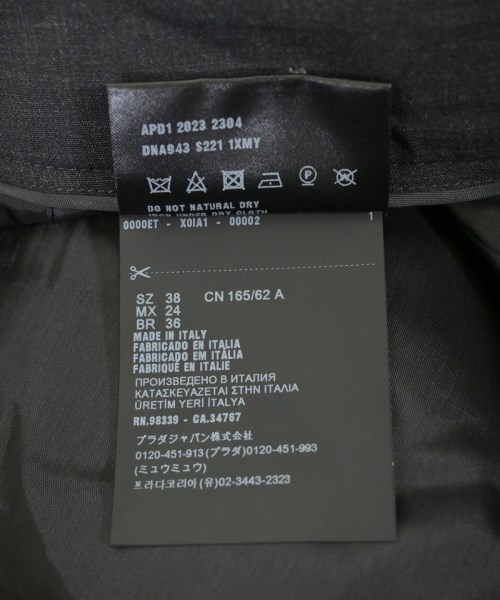 APD1 2023 2304
DNA943 S221 1XMY
DO NOT NATURAL DRY
IRON UNDER DRY CLOTH
0000ET - X0IA1 - 00002 1
SZ 38 CN 165/62 A
MX 24
BR 36
MADE IN ITALY
FABRICADO EN ITALIA
FABRICADO EM ITÁLIA
FABRIQUÉ EN ITALIE
ПРОИЗВЕДЕНО В ИТАЛИЯ
ΚΑΤΑΣΚΕΥΑΖΕΤΑΙ ΣΤΗΝ ΙΤΑΛΙΑ
ÜRETİM YERİ İTALYA
RN.98339 - CA.34767
プラダジャパン株式会社
0120-451-913(プラダ)0120-451-993
(ミュウミュウ)
프라다코리아(유)02-3443-2323